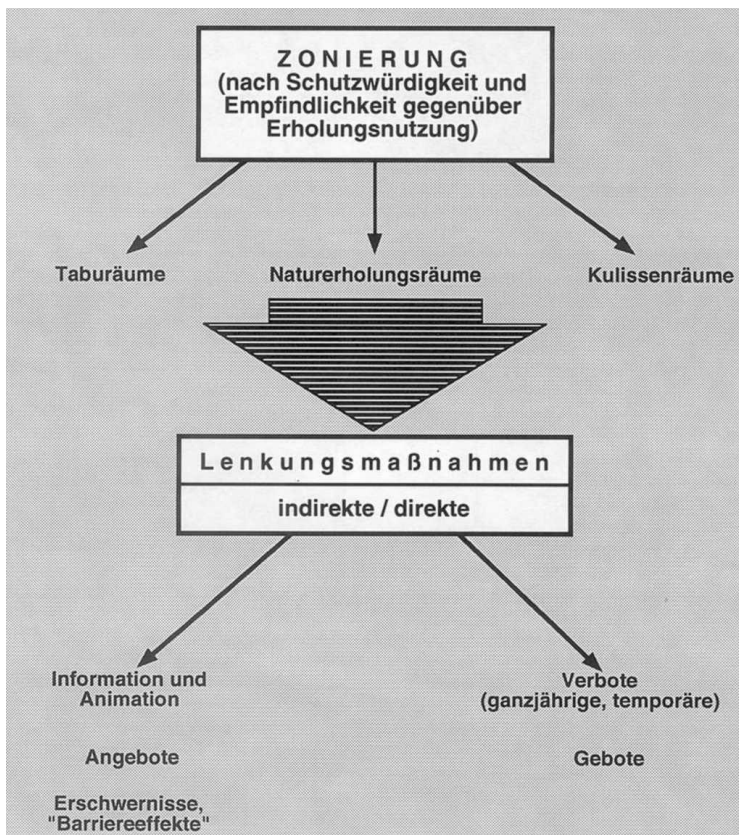 ZONIERUNG
(nach Schutzwürdigkeit und
Empfindlichkeit gegenüber
Erholungsnutzung)
Taburäume
Naturerholungsräume
Kulissenräume
Lenkungsmaßnahmen
indirekte / direkte
Information und
Animation
Verbote
(ganzjährige, temporäre)
Angebote
Gebote
Erschwernisse,
"Barriereeffekte"